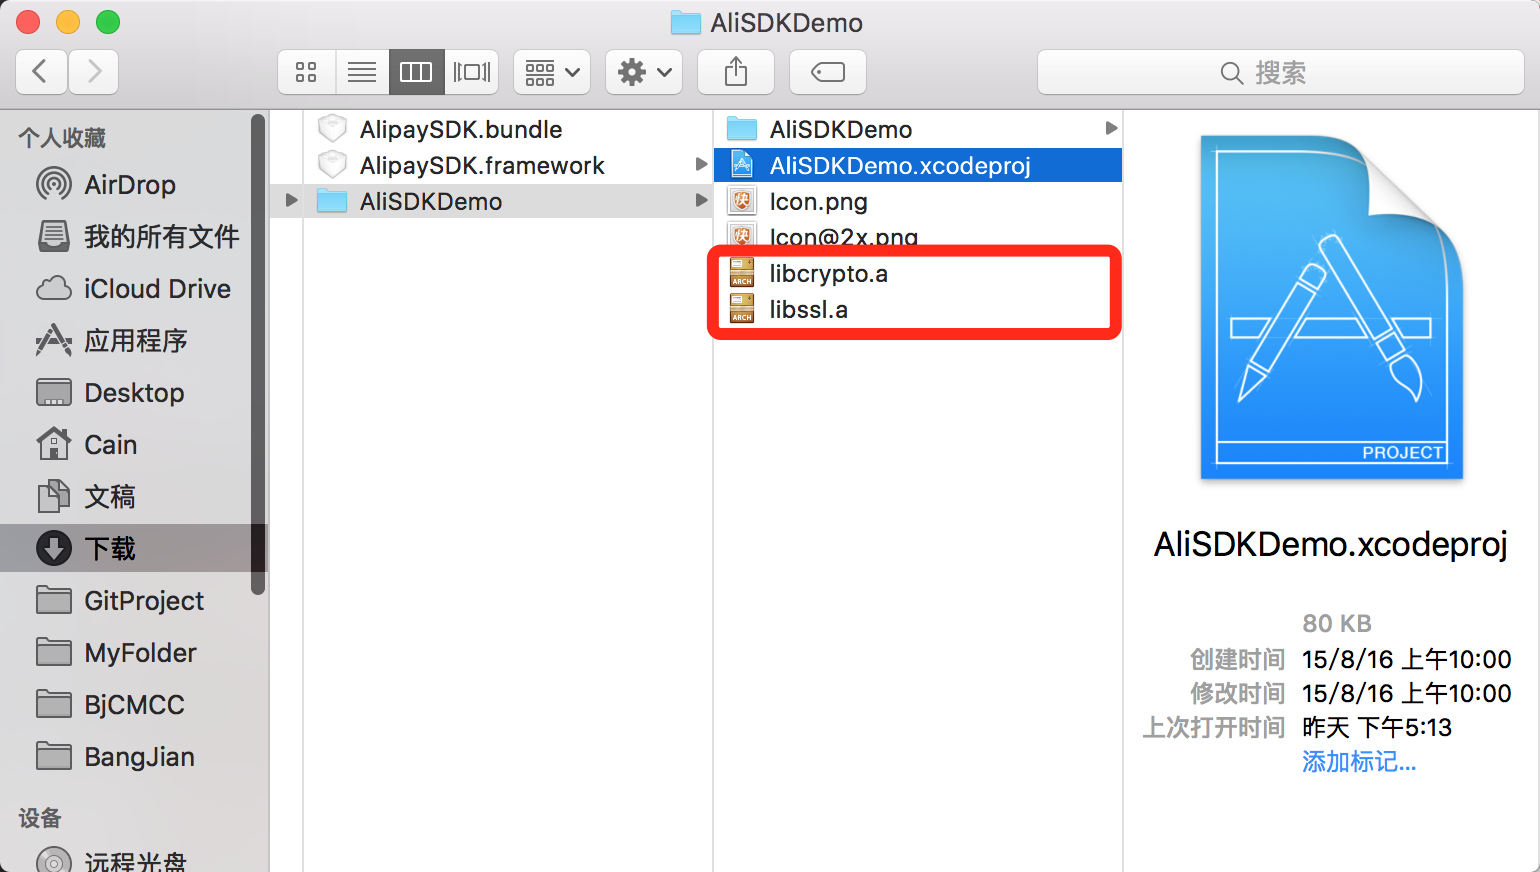 AliSDKDemo
搜索
个人收藏
AirDrop
我的所有文件
iCloud Drive
应用程序
Desktop
Cain
文稿
下载
GitProject
MyFolder
BjCMCC
BangJian
设备
远程光盘
AlipaySDK.bundle
AlipaySDK.framework
AliSDKDemo
AliSDKDemo
AliSDKDemo.xcodeproj
Icon.png
Icon@2x.png
libcrypto.a
libssl.a
ARCH
ARCH
快
快
PROJECT
AliSDKDemo.xcodeproj
80 KB
创建时间 15/8/16 上午10:00
修改时间 15/8/16 上午10:00
上次打开时间 昨天 下午5:13
添加标记...